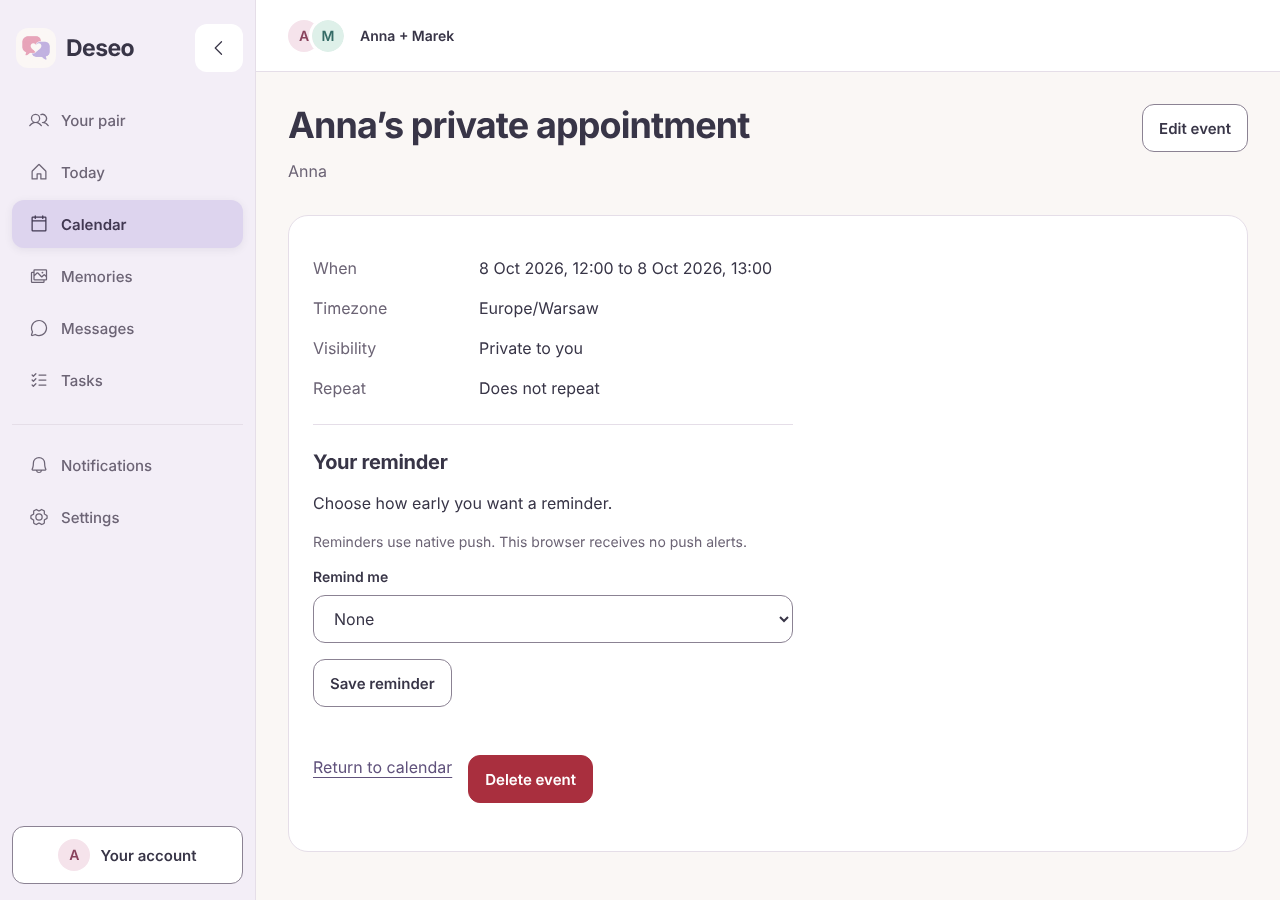 Deseo
Your pair
Today
Calendar
Memories
Messages
Tasks
Notifications
Settings
A Your account
A M Anna + Marek
Anna’s private appointment
Edit event
Anna
When 8 Oct 2026, 12:00 to 8 Oct 2026, 13:00
Timezone Europe/Warsaw
Visibility Private to you
Repeat Does not repeat
Your reminder
Choose how early you want a reminder.
Reminders use native push. This browser receives no push alerts.
Remind me
None
Save reminder
Return to calendar Delete event